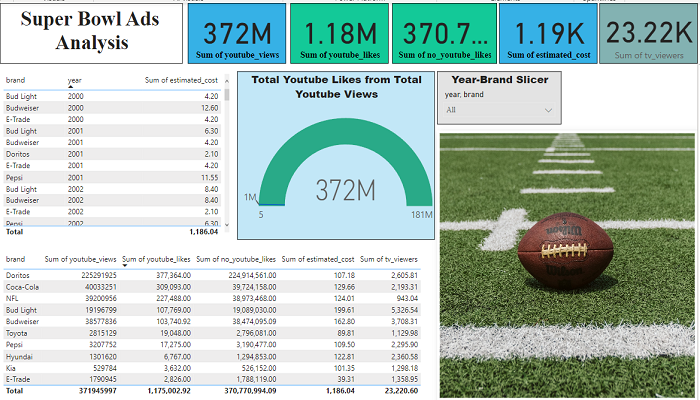 Super Bowl Ads
Analysis
372M
Sum of youtube_views
1.18M
Sum of youtube_likes
370.7...
Sum of no_youtube_likes
1.19K
Sum of estimated_cost
23.22K
Sum of tv_viewers
brand year Sum of estimated_cost
Bud Light 2000 4.20
Budweiser 2000 12.60
E-Trade 2000 4.20
Bud Light 2001 6.30
Budweiser 2001 8.40
Doritos 2001 2.10
E-Trade 2001 4.20
Pepsi 2001 11.55
Bud Light 2002 8.40
Budweiser 2002 8.40
E-Trade 2002 2.10
Pepsi 2002 6.30
Total 1,186.04
Total Youtube Likes from Total
Youtube Views
372M
1M
5
181M
Year-Brand Slicer
year, brand
All
brand Sum of youtube_views Sum of youtube_likes Sum of no_youtube_likes Sum of estimated_cost Sum of tv_viewers
Doritos 225291925 377,364.00 224,914,561.00 107.18 2,605.81
Coca-Cola 40033251 309,093.00 39,724,158.00 129.66 2,193.31
NFL 39200956 227,488.00 38,973,468.00 124.01 943.04
Bud Light 19196799 107,769.00 19,089,030.00 199.61 5,326.54
Budweiser 38577836 103,740.92 38,474,095.09 162.80 3,708.31
Toyota 2815129 19,048.00 2,796,081.00 89.81 1,129.98
Pepsi 3207752 17,275.00 3,190,477.00 109.50 2,295.90
Hyundai 1301620 6,767.00 1,294,853.00 122.81 2,360.58
Kia 529784 3,632.00 526,152.00 101.35 1,298.18
E-Trade 1790945 2,826.00 1,788,119.00 39.31 1,358.95
Total 371945997 1,175,002.92 370,770,994.09 1,186.04 23,220.60
Wilson